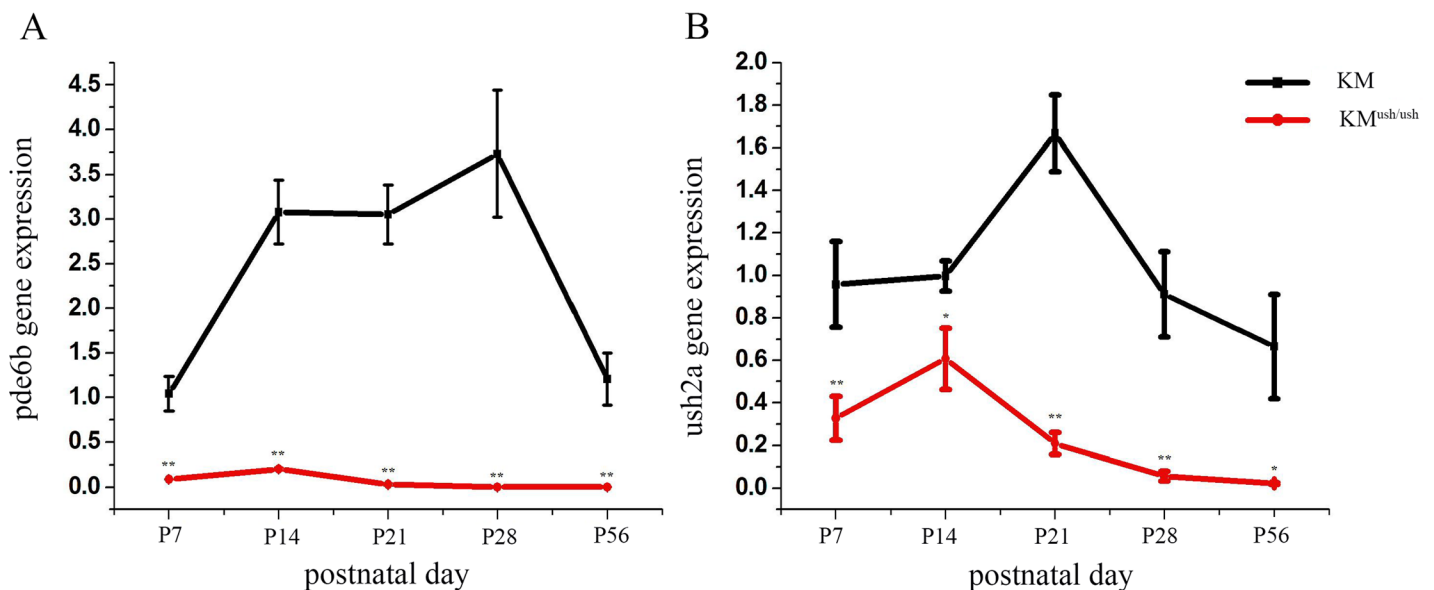 A
pde6b gene expression
4.5
4.0
3.5
3.0
2.5
2.0
1.5
1.0
0.5
0.0
**
**
**
**
**
P7
P14
P21
P28
P56
postnatal day
B
ush2a gene expression
2.0
1.8
1.6
1.4
1.2
1.0
0.8
0.6
0.4
0.2
0.0
**
*
**
**
*
P7
P14
P21
P28
P56
postnatal day
KM
KMush/ush